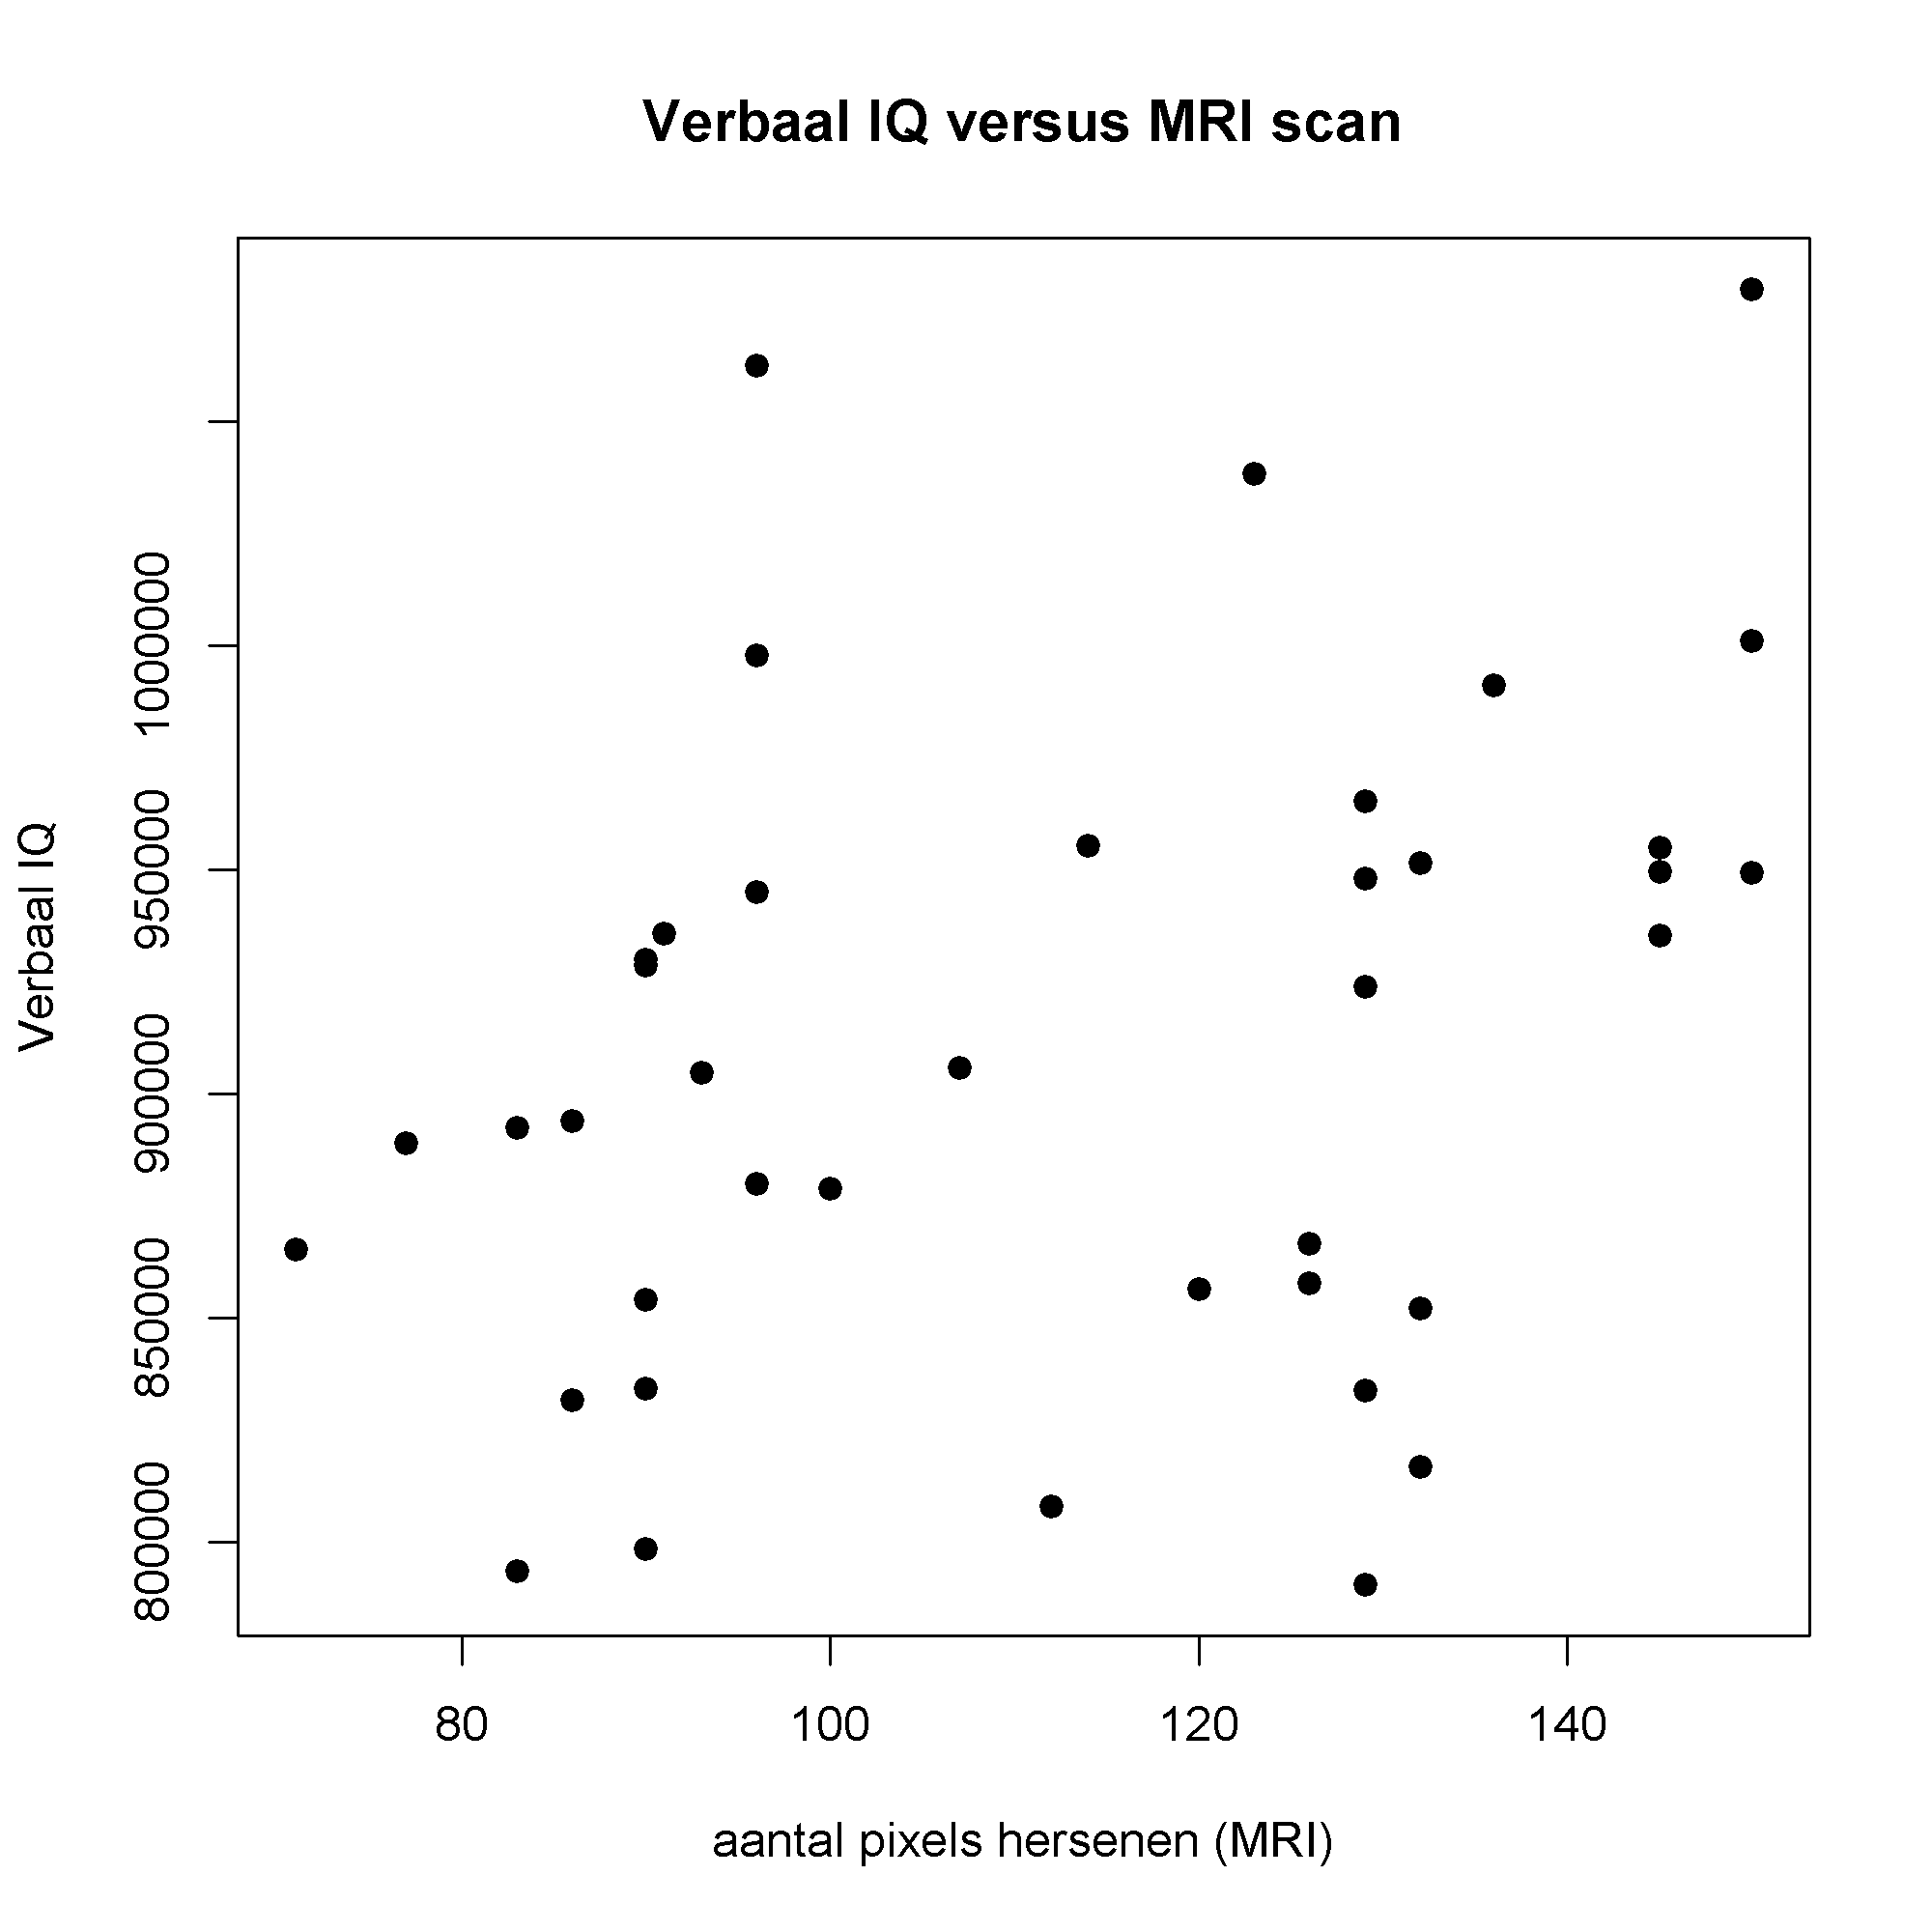 Verbaal IQ versus MRI scan
Verbaal IQ
1000000
950000
900000
850000
800000
80 100 120 140
aantal pixels hersenen (MRI)